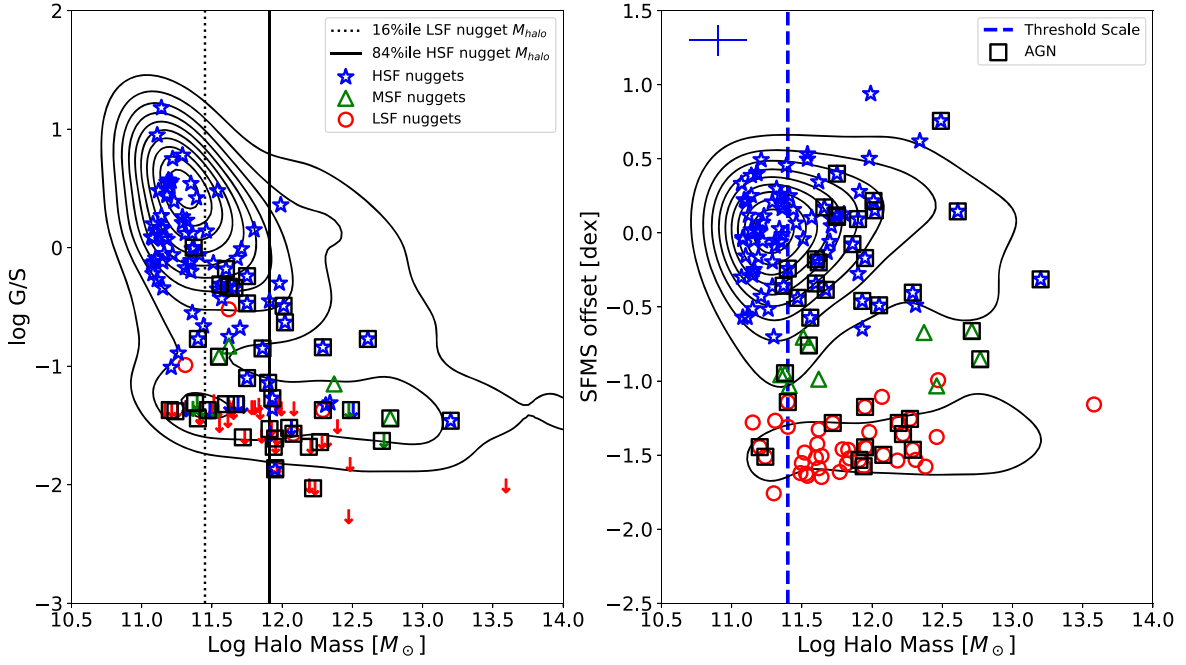 2
1
0
−1
−2
−3
log G/S
10.5 11.0 11.5 12.0 12.5 13.0 13.5 14.0
Log Halo Mass [M⊙]
16%ile LSF nugget Mhalo
84%ile HSF nugget Mhalo
HSF nuggets
MSF nuggets
LSF nuggets
1.5
1.0
0.5
0.0
−0.5
−1.0
−1.5
−2.0
−2.5
SFMS offset [dex]
10.5 11.0 11.5 12.0 12.5 13.0 13.5 14.0
Log Halo Mass [M⊙]
Threshold Scale
AGN